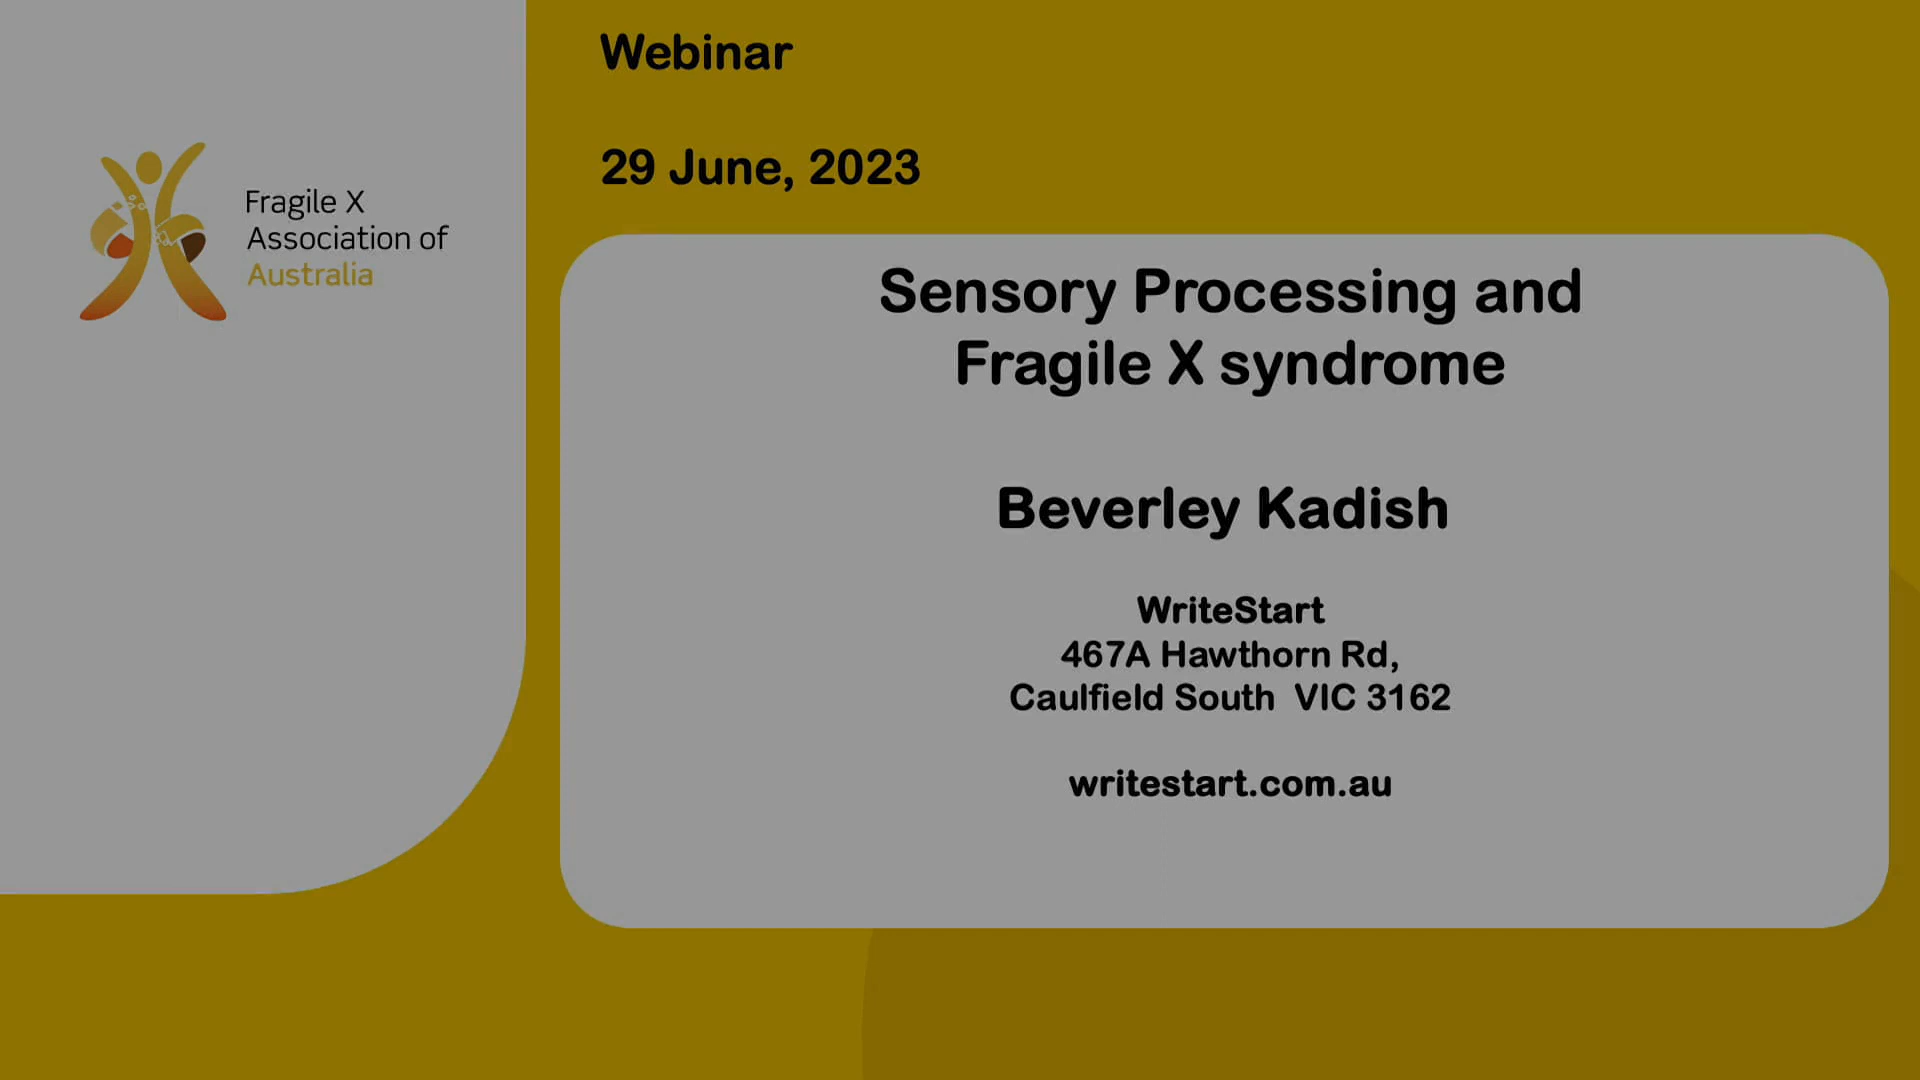 Fragile X
Association of
Australia
Webinar
29 June, 2023
Sensory Processing and
Fragile X syndrome
Beverley Kadish
WriteStart
467A Hawthorn Rd,
Caulfield South  VIC 3162
writestart.com.au